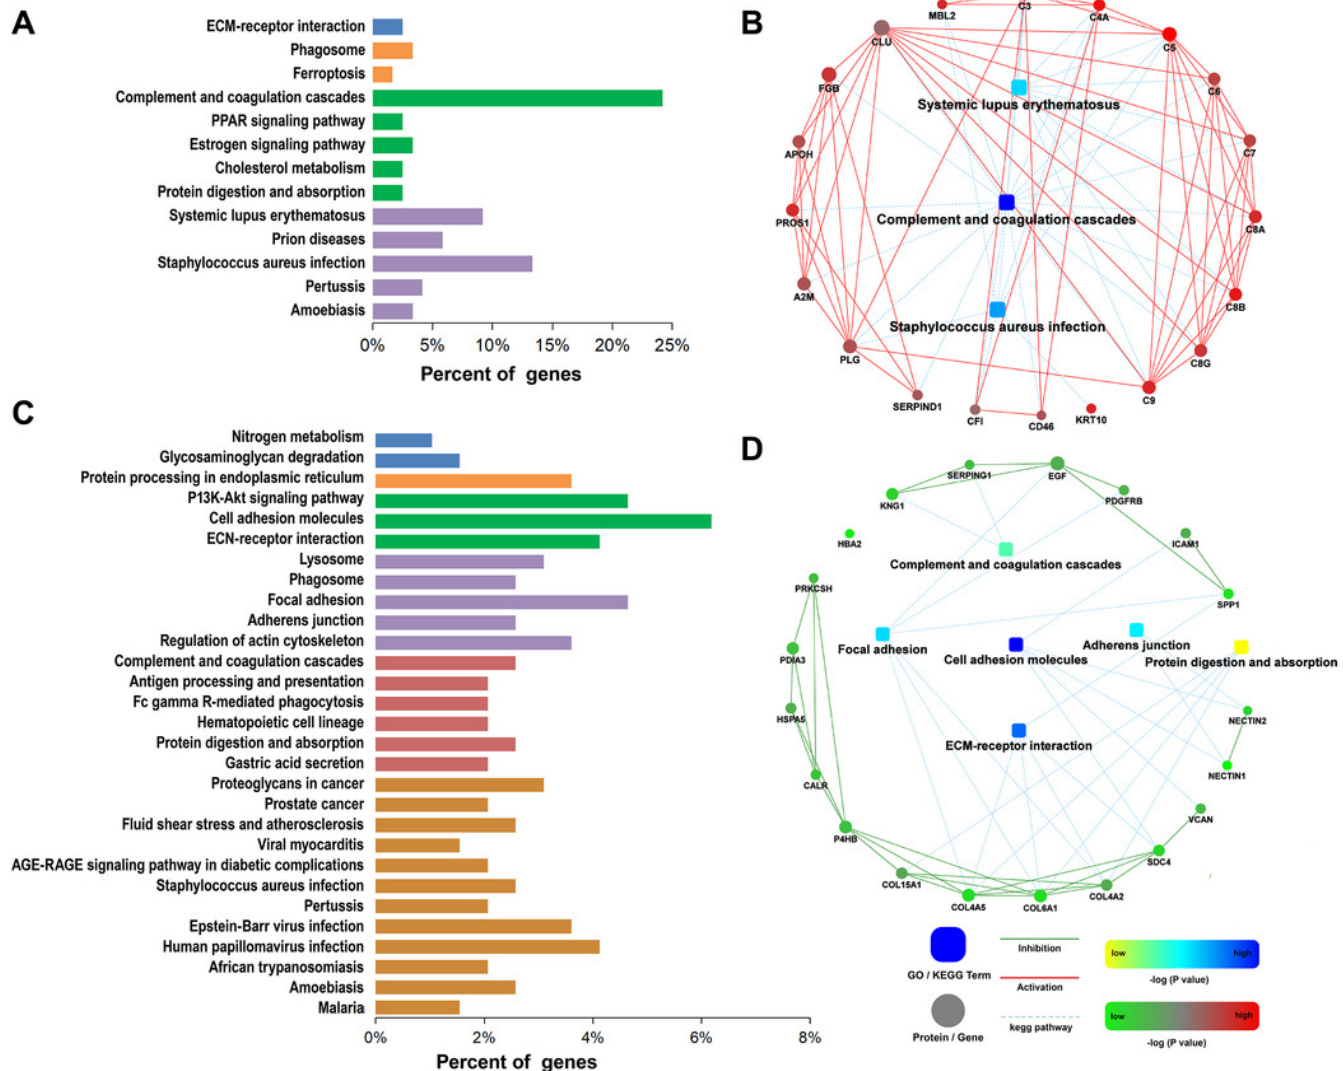 A
ECM-receptor interaction
Phagosome
Ferroptosis
Complement and coagulation cascades
PPAR signaling pathway
Estrogen signaling pathway
Cholesterol metabolism
Protein digestion and absorption
Systemic lupus erythematosus
Prion diseases
Staphylococcus aureus infection
Pertussis
Amoebiasis
0% 5% 10% 15% 20% 25%
Percent of genes
B
MBL2
C3
C4A
CLU
C5
FGB
C6
Systemic lupus erythematosus
APOH
C7
PROS1
Complement and coagulation cascades
C8A
A2M
C8B
Staphylococcus aureus infection
PLG
C8G
SERPIND1
CFI
CD46
KRT10
C9
C
Nitrogen metabolism
Glycosaminoglycan degradation
Protein processing in endoplasmic reticulum
P13K-Akt signaling pathway
Cell adhesion molecules
ECN-receptor interaction
Lysosome
Phagosome
Focal adhesion
Adherens junction
Regulation of actin cytoskeleton
Complement and coagulation cascades
Antigen processing and presentation
Fc gamma R-mediated phagocytosis
Hematopoietic cell lineage
Protein digestion and absorption
Gastric acid secretion
Proteoglycans in cancer
Prostate cancer
Fluid shear stress and atherosclerosis
Viral myocarditis
AGE-RAGE signaling pathway in diabetic complications
Staphylococcus aureus infection
Pertussis
Epstein-Barr virus infection
Human papillomavirus infection
African trypanosomiasis
Amoebiasis
Malaria
0% 2% 4% 6% 8%
Percent of genes
D
SERPING1
EGF
KNG1
PDGFRB
HBA2
ICAM1
Complement and coagulation cascades
PRKCSH
SPP1
Focal adhesion
Cell adhesion molecules
Adherens junction
Protein digestion and absorption
PDIA3
HSPA5
NECTIN2
ECM-receptor interaction
NECTIN1
CALR
VCAN
P4HB
SDC4
COL15A1
COL4A5
COL6A1
COL4A2
GO / KEGG Term
Inhibition
low high
-log (P value)
Activation
Protein / Gene
kegg pathway
low high
-log (P value)